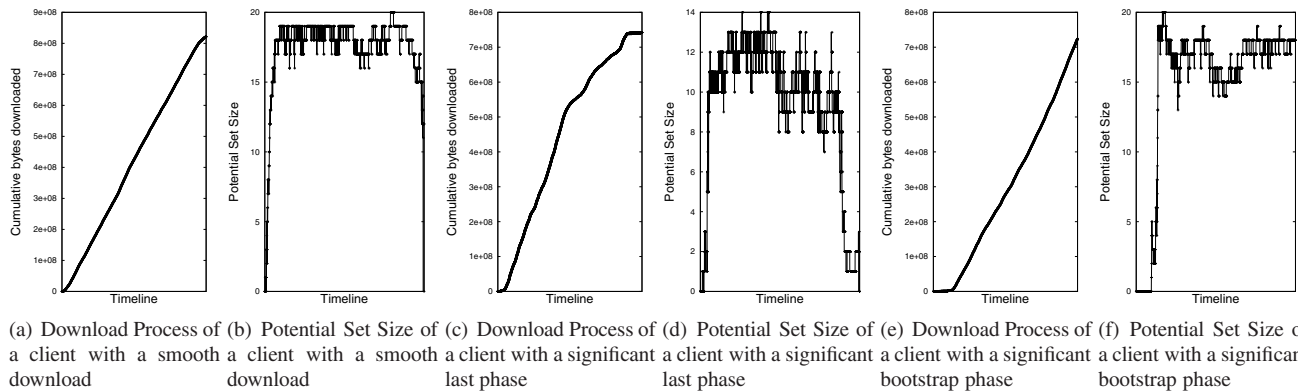 9e+08
8e+08
7e+08
6e+08
5e+08
4e+08
3e+08
2e+08
1e+08
0
Cumulative bytes downloaded
Timeline
20
15
10
5
0
Potential Set Size
Timeline
8e+08
7e+08
6e+08
5e+08
4e+08
3e+08
2e+08
1e+08
0
Cumulative bytes downloaded
Timeline
14
12
10
8
6
4
2
0
Potential Set Size
Timeline
8e+08
7e+08
6e+08
5e+08
4e+08
3e+08
2e+08
1e+08
0
Cumulative bytes downloaded
Timeline
20
15
10
5
0
Potential Set Size
Timeline
(a) Download Process of
a client with a smooth
download
(b) Potential Set Size of
a client with a smooth
download
(c) Download Process of
a client with a significant
last phase
(d) Potential Set Size of
a client with a significant
last phase
(e) Download Process of
a client with a significant
bootstrap phase
(f) Potential Set Size o
a client with a significant
bootstrap phase